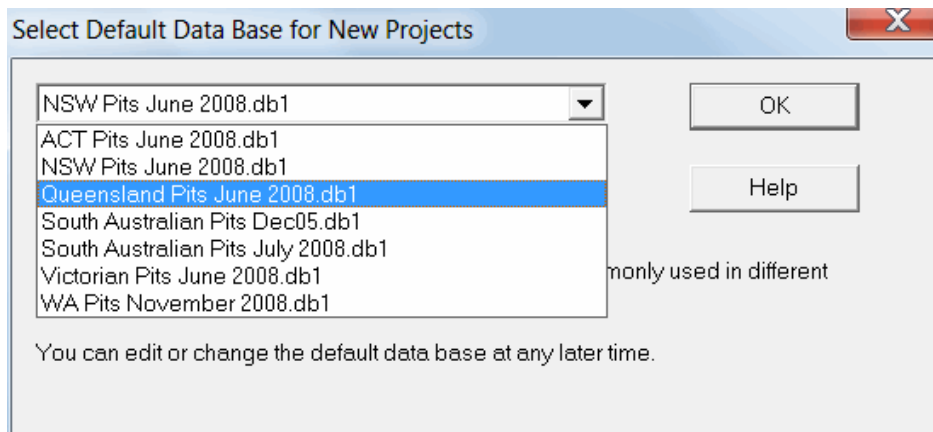 Select Default Data Base for New Projects
NSW Pits June 2008.db1
OK
ACT Pits June 2008.db1
NSW Pits June 2008.db1
Queensland Pits June 2008.db1
Help
South Australian Pits Dec05.db1
South Australian Pits July 2008.db1
Victorian Pits June 2008.db1
used in different
WA Pits November 2008.db1
You can edit or change the default data base at any later time.